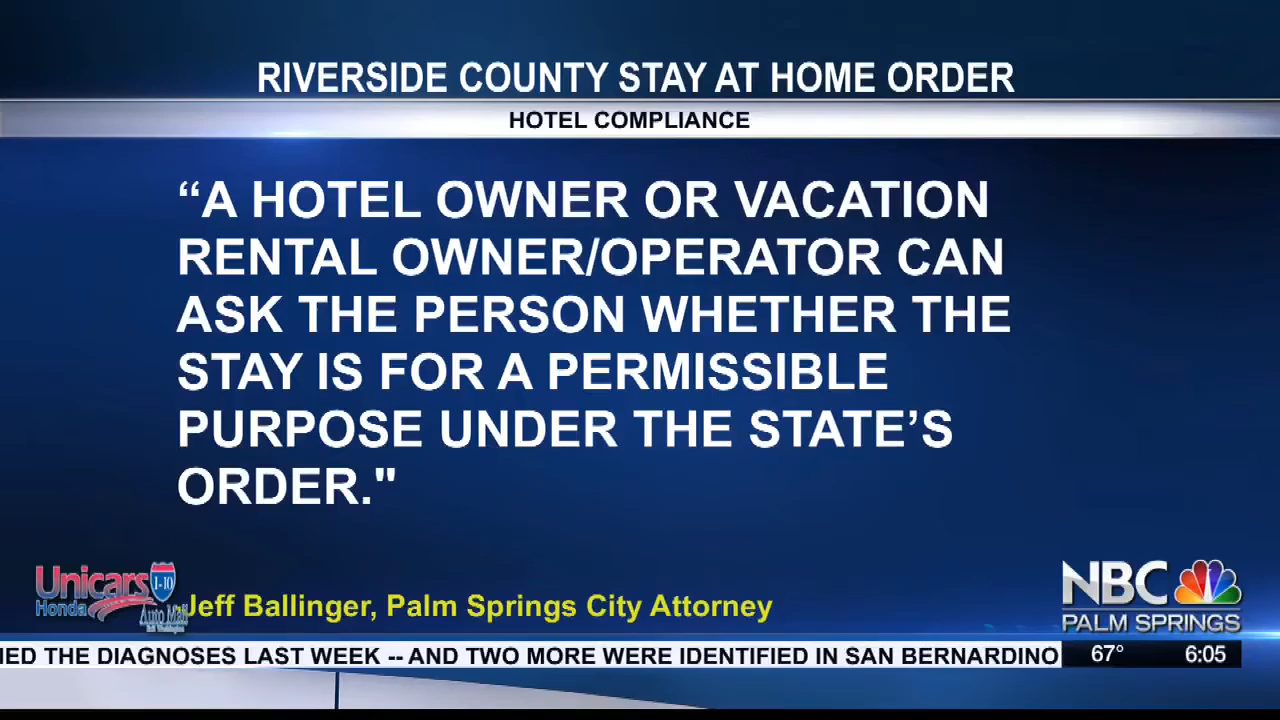 RIVERSIDE COUNTY STAY AT HOME ORDER
HOTEL COMPLIANCE
“A HOTEL OWNER OR VACATION
RENTAL OWNER/OPERATOR CAN
ASK THE PERSON WHETHER THE
STAY IS FOR A PERMISSIBLE
PURPOSE UNDER THE STATE’S
ORDER."
Unicars I-10
Honda
Auto Mall
Jeff Ballinger, Palm Springs City Attorney
NBC
PALM SPRINGS
IED THE DIAGNOSES LAST WEEK -- AND TWO MORE WERE IDENTIFIED IN SAN BERNARDINO
67° 6:05